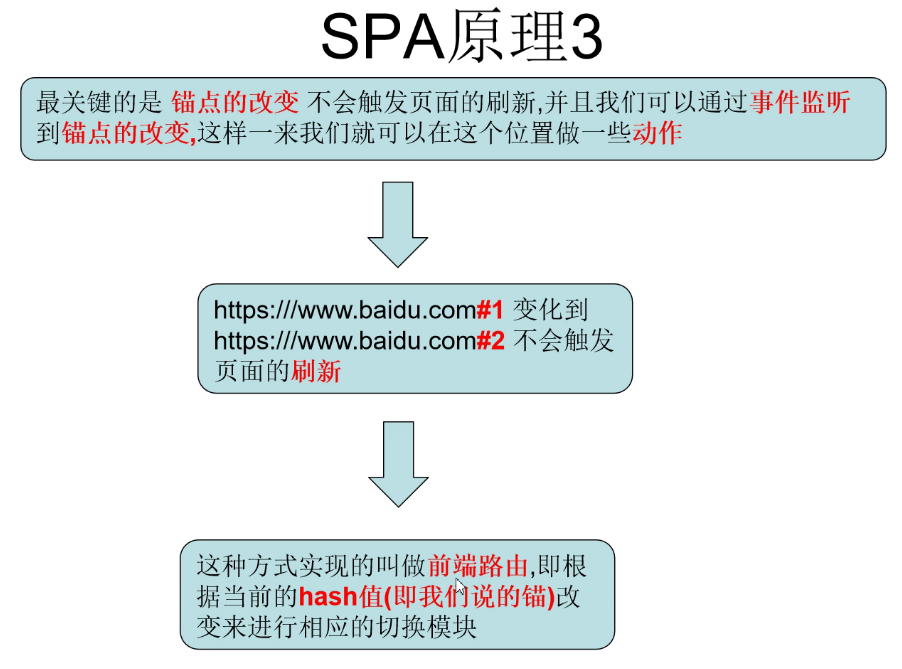 SPA原理3
最关键的是 锚点的改变 不会触发页面的刷新,并且我们可以通过事件监听
到锚点的改变,这样一来我们就可以在这个位置做一些动作
https:///www.baidu.com#1 变化到
https:///www.baidu.com#2 不会触发
页面的刷新
这种方式实现的叫做前端路由,即根
据当前的hash值(即我们说的锚)改
变来进行相应的切换模块